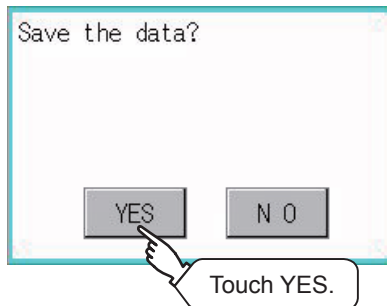 Save the data?
YES
N O
Touch YES.